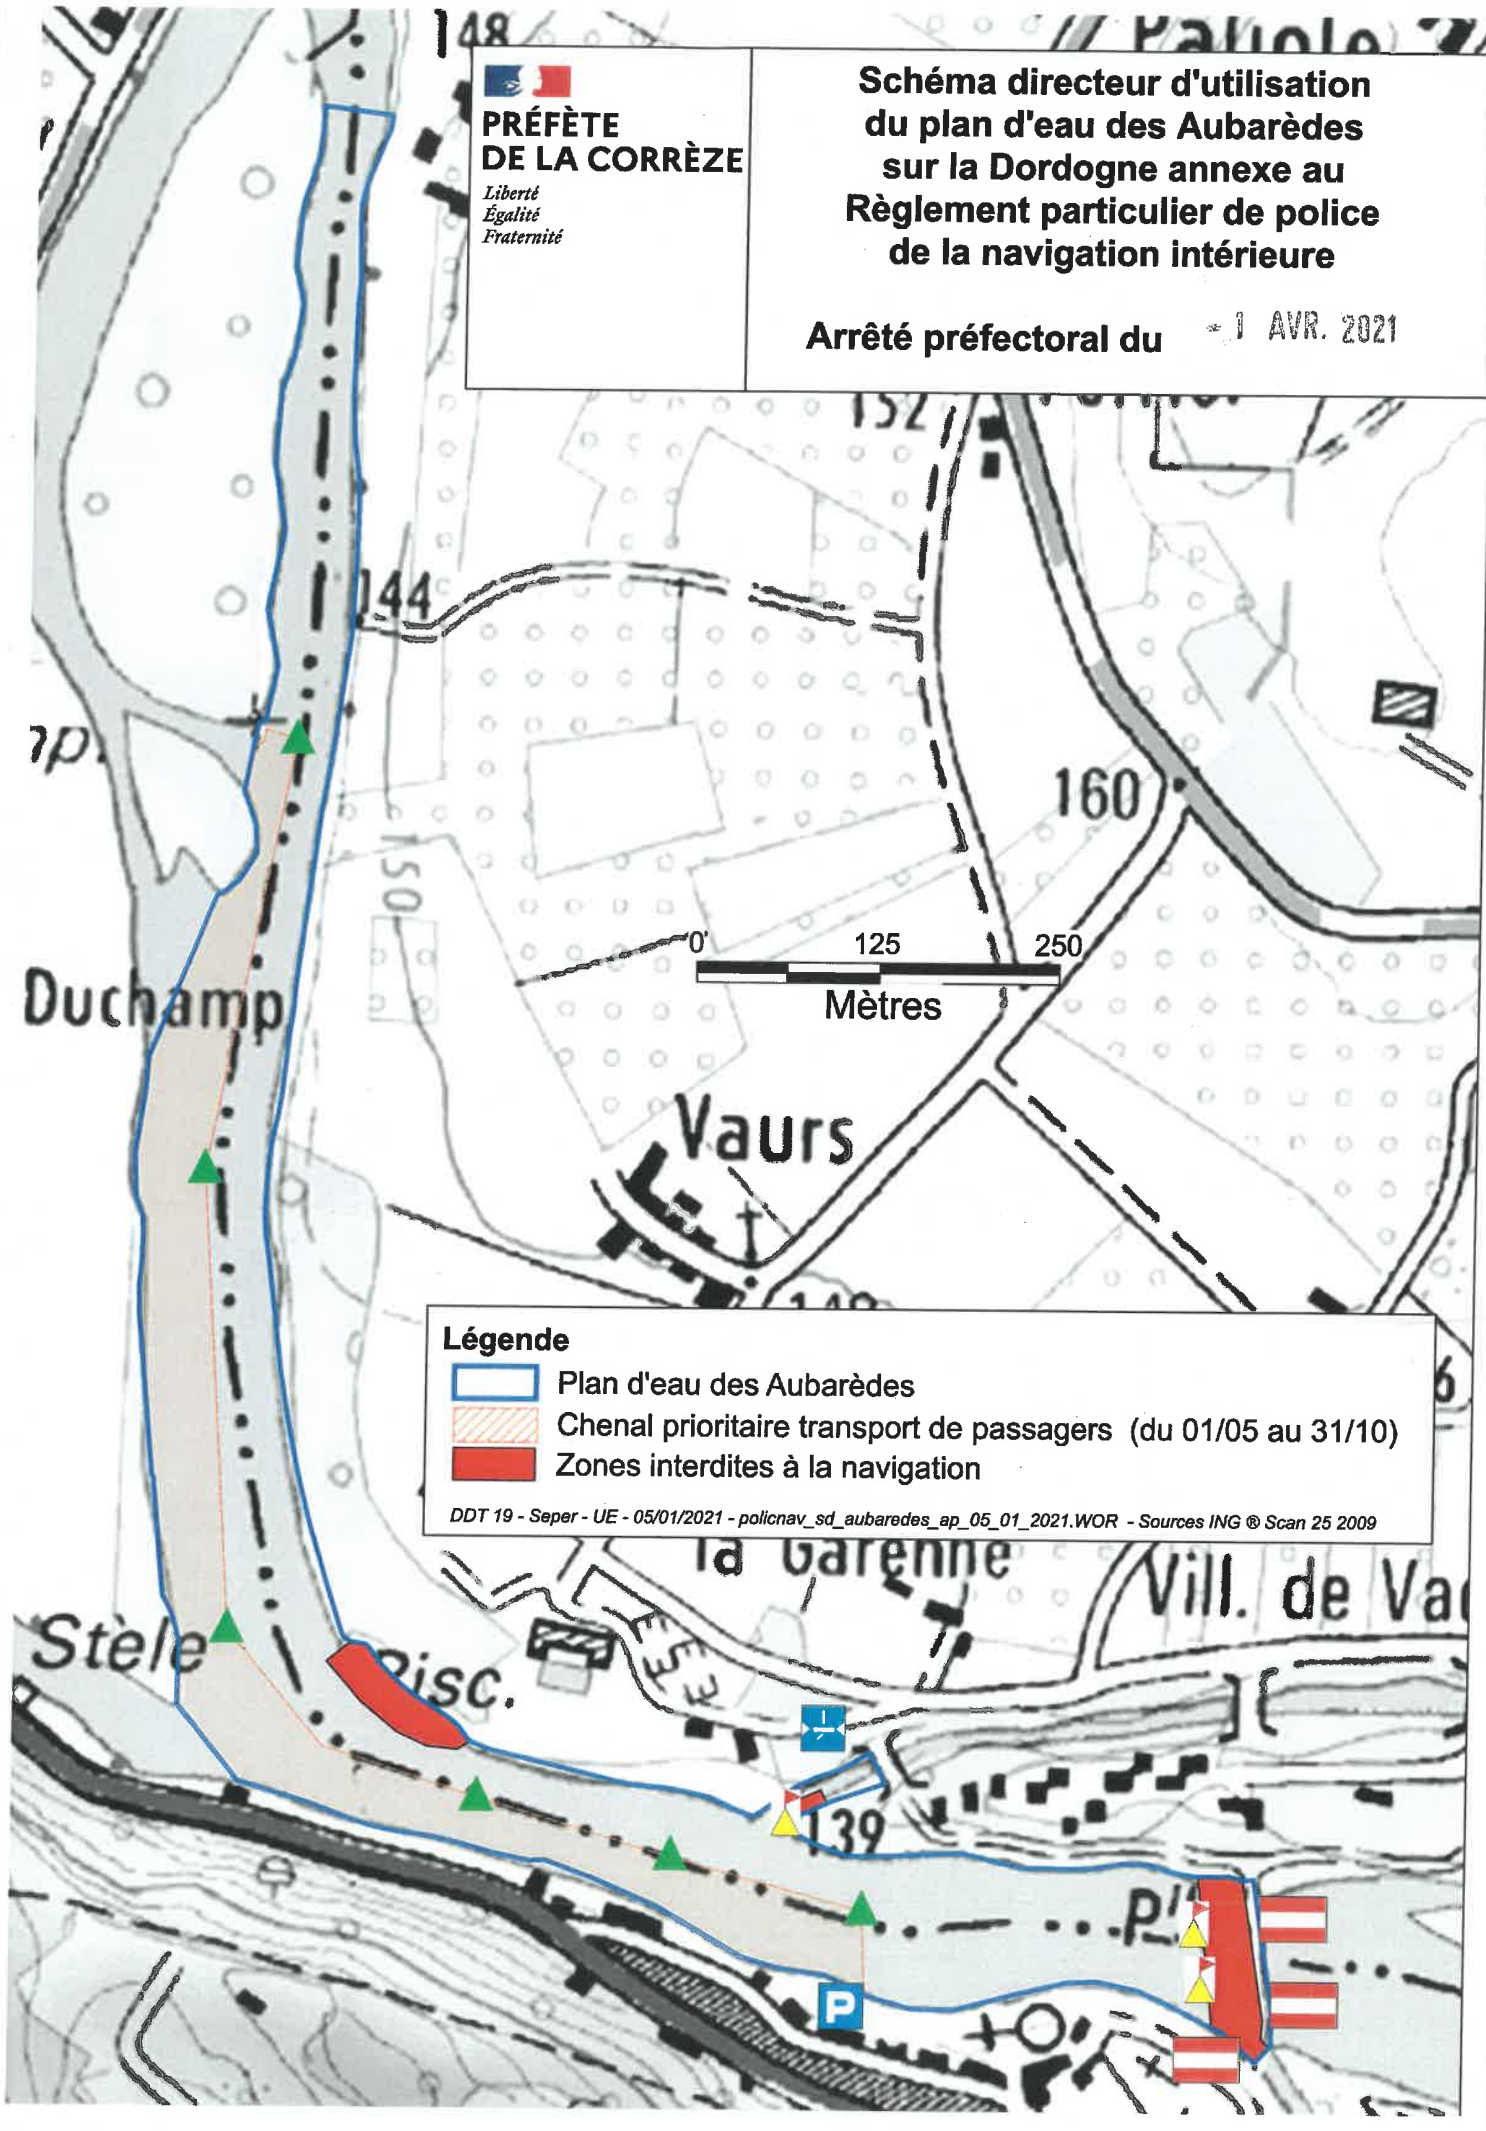 148
PRÉFÈTE
DE LA CORRÈZE
Liberté
Égalité
Fraternité
Schéma directeur d'utilisation
du plan d'eau des Aubarèdes
sur la Dordogne annexe au
Règlement particulier de police
de la navigation intérieure
Arrêté préfectoral du - 1 AVR. 2021
152
144
160
150
0 125 250
Mètres
Duchamp
Vaurs
Légende
Plan d'eau des Aubarèdes
Chenal prioritaire transport de passagers (du 01/05 au 31/10)
Zones interdites à la navigation
DDT 19 - Seper - UE - 05/01/2021 - policnav_sd_aubaredes_ap_05_01_2021.WOR - Sources ING ® Scan 25 2009
6
la Garenne
Vill. de Va
Stèle
Pisc.
139
P